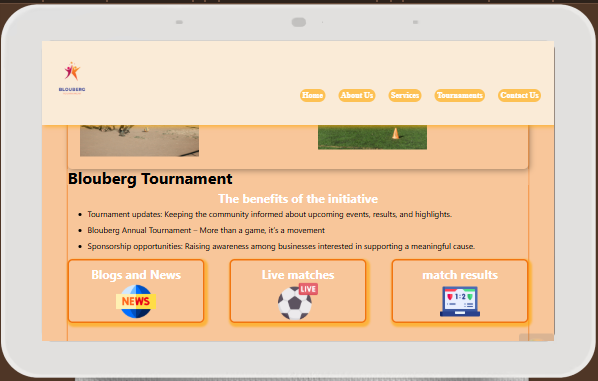 BLOUBERG
Home About Us Services Tournaments Contact Us
Blouberg Tournament
The benefits of the initiative
Tournament updates: Keeping the community informed about upcoming events, results, and highlights.
Blouberg Annual Tournament – More than a game, it's a movement
Sponsorship opportunities: Raising awareness among businesses interested in supporting a meaningful cause.
Blogs and News Live matches match results
NEWS LIVE 1:2